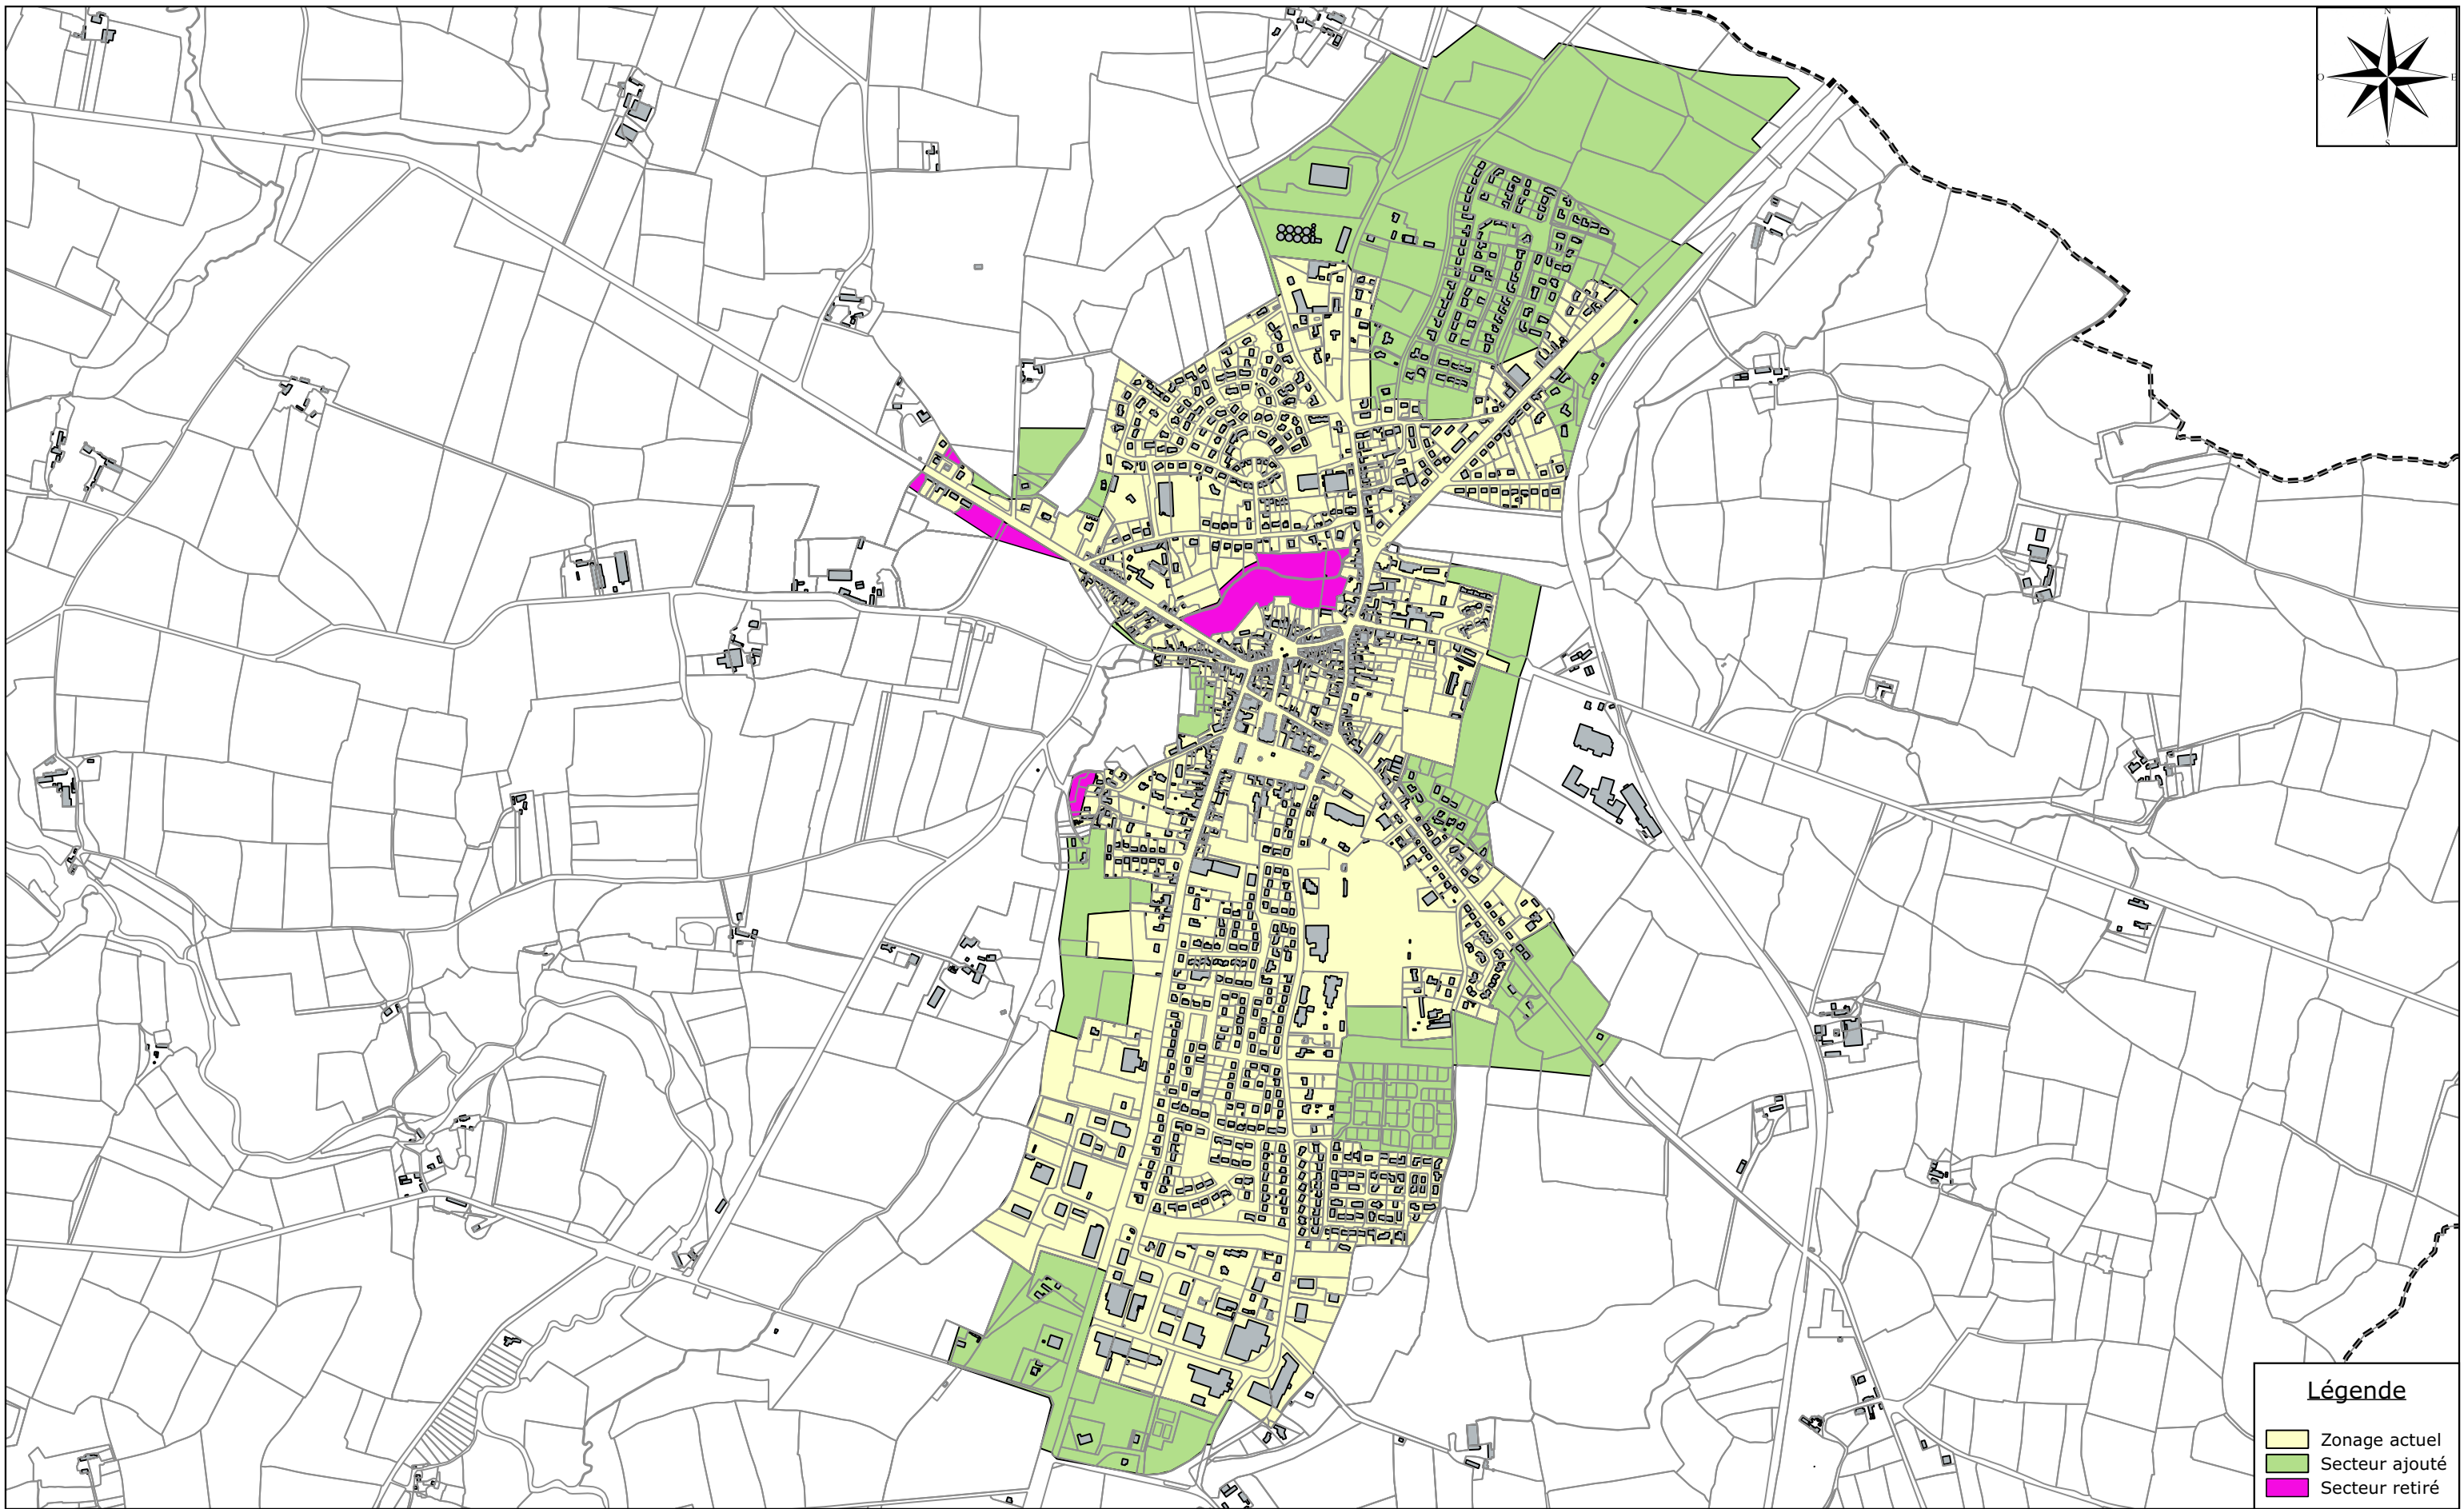 N
O
E
S
Légende
Zonage actuel
Secteur ajouté
Secteur retiré